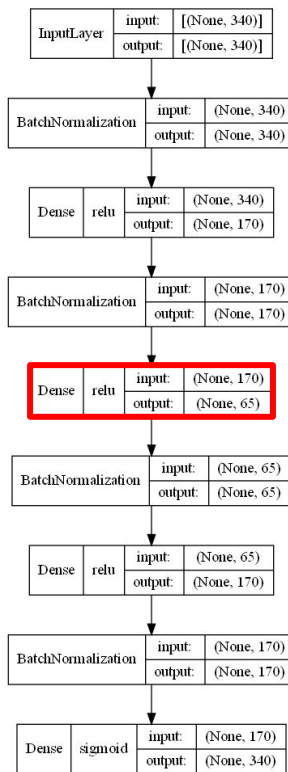 InputLayer input: [(None, 340)]
output: [(None, 340)]
BatchNormalization input: (None, 340)
output: (None, 340)
Dense relu input: (None, 340)
output: (None, 170)
BatchNormalization input: (None, 170)
output: (None, 170)
Dense relu input: (None, 170)
output: (None, 65)
BatchNormalization input: (None, 65)
output: (None, 65)
Dense relu input: (None, 65)
output: (None, 170)
BatchNormalization input: (None, 170)
output: (None, 170)
Dense sigmoid input: (None, 170)
output: (None, 340)